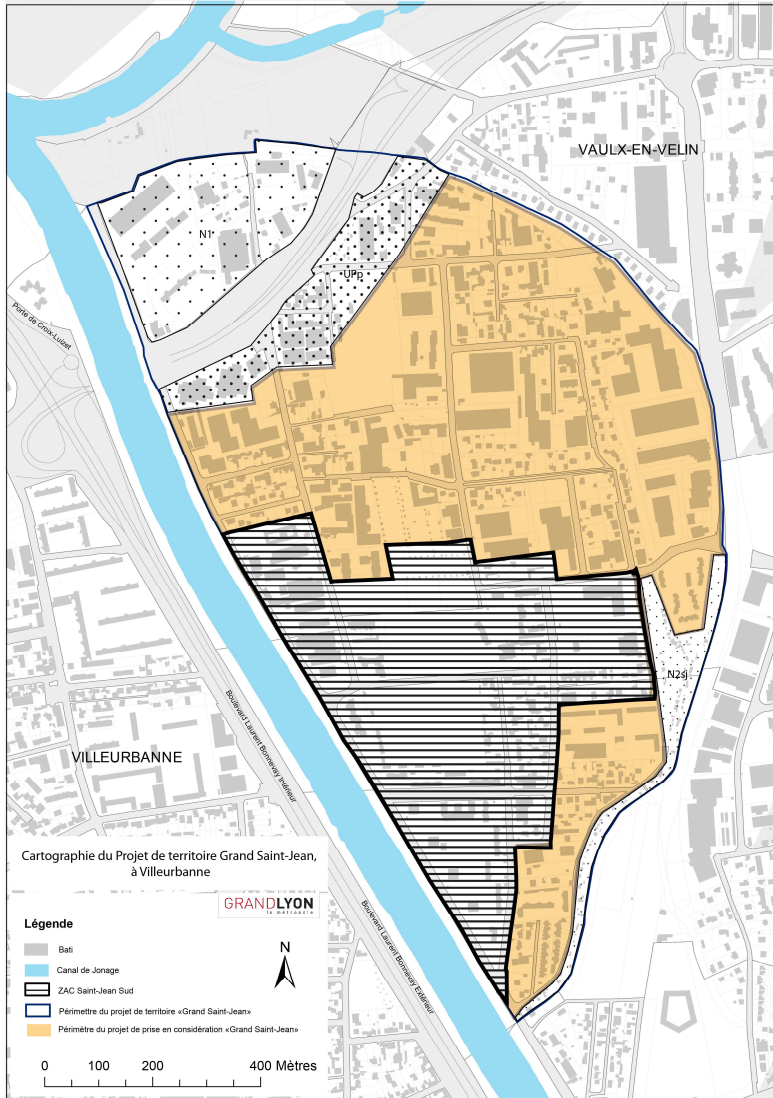 VAULX-EN-VELIN
N1
UPp
Porte de Croix-Luizet
N2sj
Boulevard Laurent Bonnevay Intérieur
VILLEURBANNE
Boulevard Laurent Bonnevay Extérieur
Cartographie du Projet de territoire Grand Saint-Jean,
à Villeurbanne
GRANDLYON
la métropole
Légende
N
Bati
Canal de Jonage
ZAC Saint-Jean Sud
Périmettre du projet de territoire «Grand Saint-Jean»
Périmètre du projet de prise en considération «Grand Saint-Jean»
0 100 200 400 Mètres